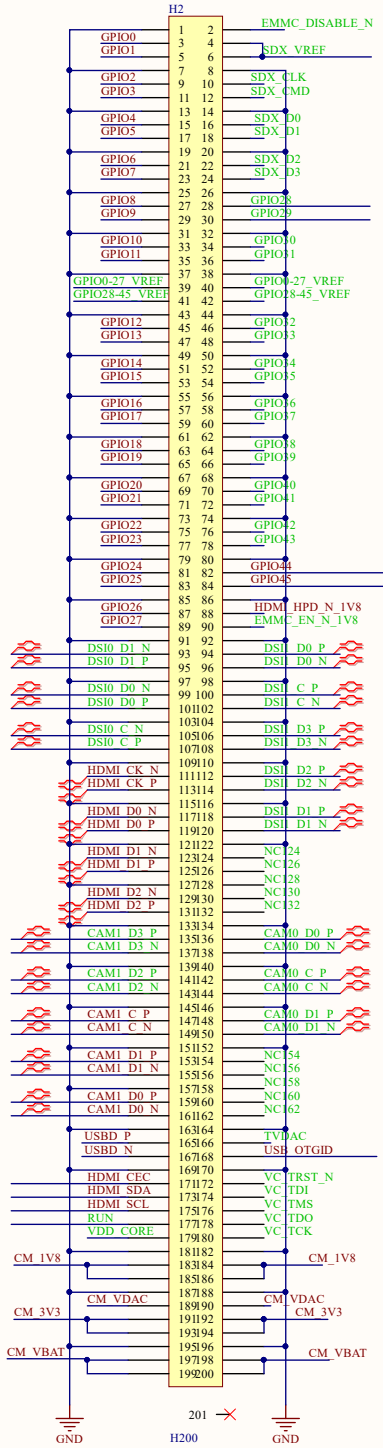 H2
1 2 EMMC_DISABLE_N
GPIO0 3 4
GPIO1 5 6 SDX_VREF
7 8
GPIO2 9 10 SDX_CLK
GPIO3 11 12 SDX_CMD
13 14
GPIO4 15 16 SDX_D0
GPIO5 17 18 SDX_D1
19 20
GPIO6 21 22 SDX_D2
GPIO7 23 24 SDX_D3
25 26
GPIO8 27 28 GPIO28
GPIO9 29 30 GPIO29
31 32
GPIO10 33 34 GPIO30
GPIO11 35 36 GPIO31
37 38
GPIO0-27_VREF 39 40 GPIO0-27_VREF
GPIO28-45_VREF 41 42 GPIO28-45_VREF
43 44
GPIO12 45 46 GPIO32
GPIO13 47 48 GPIO33
49 50
GPIO14 51 52 GPIO34
GPIO15 53 54 GPIO35
55 56
GPIO16 57 58 GPIO36
GPIO17 59 60 GPIO37
61 62
GPIO18 63 64 GPIO38
GPIO19 65 66 GPIO39
67 68
GPIO20 69 70 GPIO40
GPIO21 71 72 GPIO41
73 74
GPIO22 75 76 GPIO42
GPIO23 77 78 GPIO43
79 80
GPIO24 81 82 GPIO44
GPIO25 83 84 GPIO45
85 86
GPIO26 87 88 HDMI_HPD_N_1V8
GPIO27 89 90 EMMC_EN_N_1V8
91 92
DSI0_D1_N 93 94 DSI1_D0_P
DSI0_D1_P 95 96 DSI1_D0_N
97 98
DSI0_D0_N 99 100 DSI1_C_P
DSI0_D0_P 101 102 DSI1_C_N
103 104
DSI0_C_N 105 106 DSI1_D3_P
DSI0_C_P 107 108 DSI1_D3_N
109 110
HDMI_CK_N 111 112 DSI1_D2_P
HDMI_CK_P 113 114 DSI1_D2_N
115 116
HDMI_D0_N 117 118 DSI1_D1_P
HDMI_D0_P 119 120 DSI1_D1_N
121 122
HDMI_D1_N 123 124 NC124
HDMI_D1_P 125 126 NC126
127 128 NC128
HDMI_D2_N 129 130 NC130
HDMI_D2_P 131 132 NC132
133 134
CAM1_D3_P 135 136 CAM0_D0_P
CAM1_D3_N 137 138 CAM0_D0_N
139 140
CAM1_D2_P 141 142 CAM0_C_P
CAM1_D2_N 143 144 CAM0_C_N
145 146
CAM1_C_P 147 148 CAM0_D1_P
CAM1_C_N 149 150 CAM0_D1_N
151 152
CAM1_D1_P 153 154 NC154
CAM1_D1_N 155 156 NC156
157 158 NC158
CAM1_D0_P 159 160 NC160
CAM1_D0_N 161 162 NC162
163 164
USBD_P 165 166 TVDAC
USBD_N 167 168 USB_OTGID
169 170
HDMI_CEC 171 172 VC_TRST_N
HDMI_SDA 173 174 VC_TDI
HDMI_SCL 175 176 VC_TMS
RUN 177 178 VC_TDO
VDD_CORE 179 180 VC_TCK
181 182
CM_1V8 183 184 CM_1V8
185 186
187 188
CM_VDAC 189 190 CM_VDAC
CM_3V3 191 192 CM_3V3
193 194
195 196
CM_VBAT 197 198 CM_VBAT
199 200
201
GND H200 GND